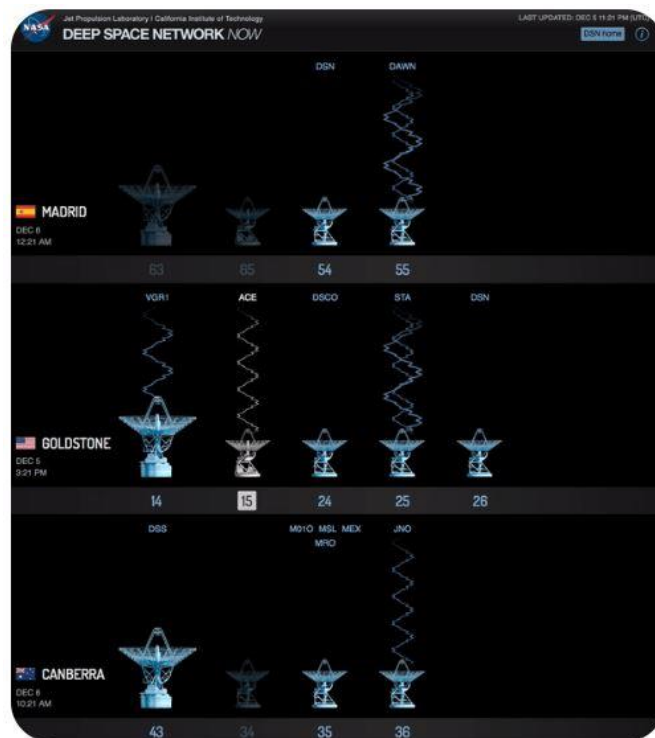 NASA
Jet Propulsion Laboratory | California Institute of Technology
LAST UPDATED: DEC 5 11:21 PM (UTC)
DEEP SPACE NETWORK NOW
DSN home
i
DSN DAWN
MADRID
DEC 6
12:21 AM
63 65 54 55
VGR1 ACE DSCO STA DSN
GOLDSTONE
DEC 5
3:21 PM
14 15 24 25 26
DSS M01O MSL MEX JNO
MRO
CANBERRA
DEC 6
10:21 AM
43 34 35 36